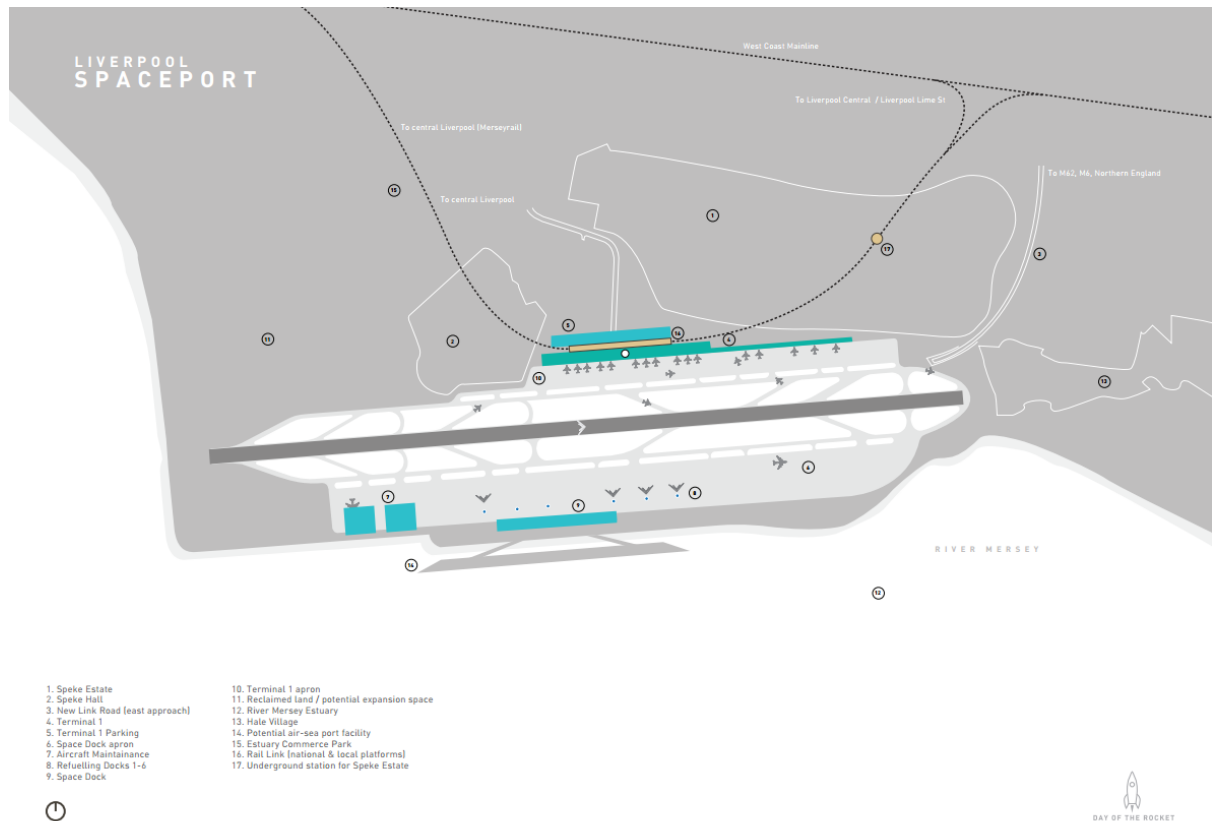 LIVERPOOL
SPACEPORT
West Coast Mainline
To Liverpool Central / Liverpool Lime St
To central Liverpool (Merseyrail)
To M62, M6, Northern England
15
To central Liverpool
1
17
3
5
16
11
2
4
10
13
6
7
8
9
RIVER MERSEY
14
12
1. Speke Estate
2. Speke Hall
3. New Link Road (east approach)
4. Terminal 1
5. Terminal 1 Parking
6. Space Dock apron
7. Aircraft Maintainance
8. Refuelling Docks 1-6
9. Space Dock
10. Terminal 1 apron
11. Reclaimed land / potential expansion space
12. River Mersey Estuary
13. Hale Village
14. Potential air-sea port facility
15. Estuary Commerce Park
16. Rail Link (national & local platforms)
17. Underground station for Speke Estate
DAY OF THE ROCKET